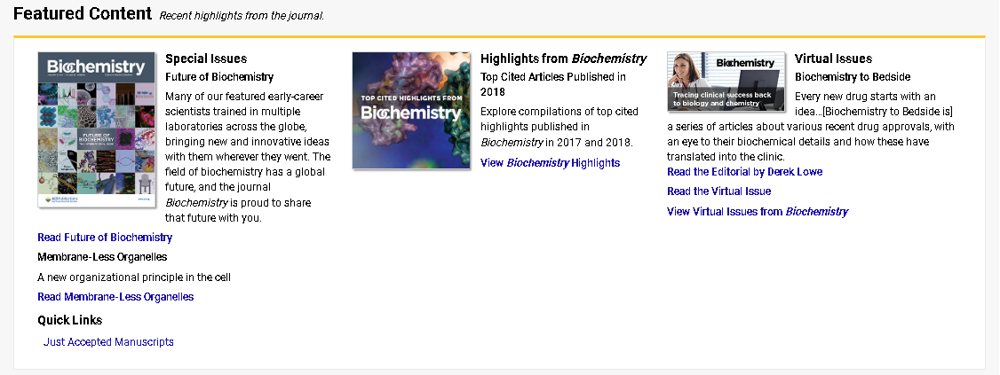 Featured Content Recent highlights from the journal.
Biochemistry
FUTURE OF
BIOCHEMISTRY
ACS Publications
Special Issues
Future of Biochemistry
Many of our featured early-career
scientists trained in multiple
laboratories across the globe,
bringing new and innovative ideas
with them wherever they went. The
field of biochemistry has a global
future, and the journal
Biochemistry is proud to share
that future with you.
Read Future of Biochemistry
Membrane-Less Organelles
A new organizational principle in the cell
Read Membrane-Less Organelles
Quick Links
Just Accepted Manuscripts
TOP CITED HIGHLIGHTS FROM
Biochemistry
Highlights from Biochemistry
Top Cited Articles Published in
2018
Explore compilations of top cited
highlights published in
Biochemistry in 2017 and 2018.
View Biochemistry Highlights
Biochemistry
Tracing clinical success back
to biology and chemistry
Virtual Issues
Biochemistry to Bedside
Every new drug starts with an
idea...[Biochemistry to Bedside is]
a series of articles about various recent drug approvals, with
an eye to their biochemical details and how these have
translated into the clinic.
Read the Editorial by Derek Lowe
Read the Virtual Issue
View Virtual Issues from Biochemistry